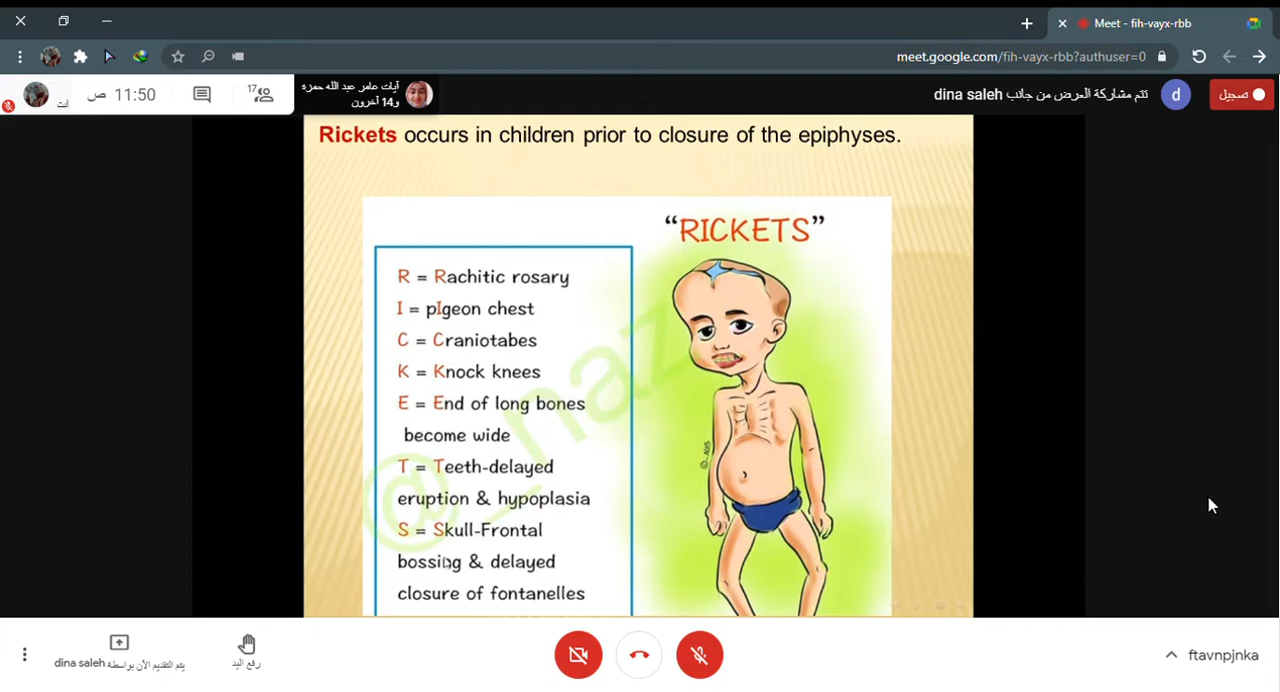 Meet - fih-vayx-rbb
meet.google.com/fih-vayx-rbb?authuser=0
ات
11:50 ص
17
آيات عامر عبد الله حمزه
و14 آخرون
تتم مشاركة العرض من جانب dina saleh
d
تسجيل
Rickets occurs in children prior to closure of the epiphyses.
“RICKETS”
R = Rachitic rosary
I = pIgeon chest
C = Craniotabes
K = Knock knees
E = End of long bones
become wide
T = Teeth-delayed
eruption & hypoplasia
S = Skull-Frontal
bossing & delayed
closure of fontanelles
@__naz
يتم التقديم الآن بواسطة dina saleh
رفع اليد
ftavnpjnka